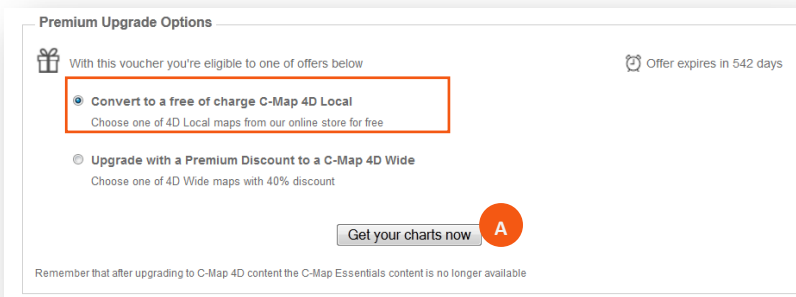 Premium Upgrade Options
With this voucher you're eligible to one of offers below
Offer expires in 542 days
Convert to a free of charge C-Map 4D Local
Choose one of 4D Local maps from our online store for free
Upgrade with a Premium Discount to a C-Map 4D Wide
Choose one of 4D Wide maps with 40% discount
Get your charts now
A
Remember that after upgrading to C-Map 4D content the C-Map Essentials content is no longer available